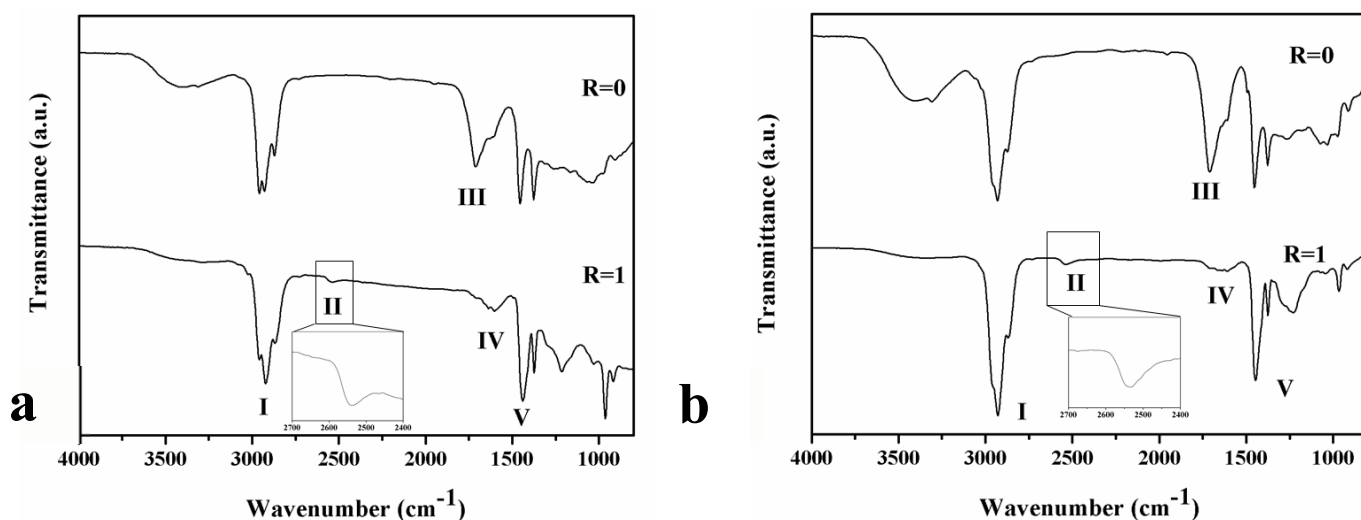 a
Transmittance (a.u.)
R=0
III
R=1
II
IV
I
V
2700 2600 2500 2400
4000 3500 3000 2500 2000 1500 1000
Wavenumber (cm-1)
b
Transmittance (a.u.)
R=0
III
R=1
II
IV
I
V
2700 2600 2500 2400
4000 3500 3000 2500 2000 1500 1000
Wavenumber (cm-1)